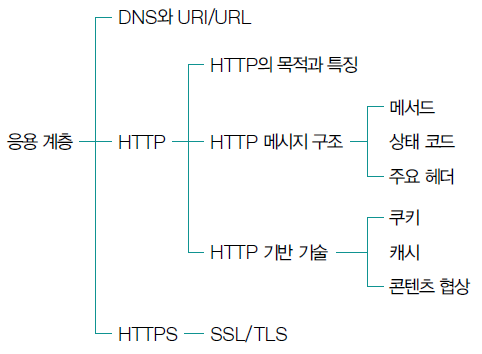 DNS와 URI/URL
HTTP의 목적과 특징
메서드
응용 계층
HTTP
HTTP 메시지 구조
상태 코드
주요 헤더
쿠키
HTTP 기반 기술
캐시
콘텐츠 협상
HTTPS
SSL/TLS